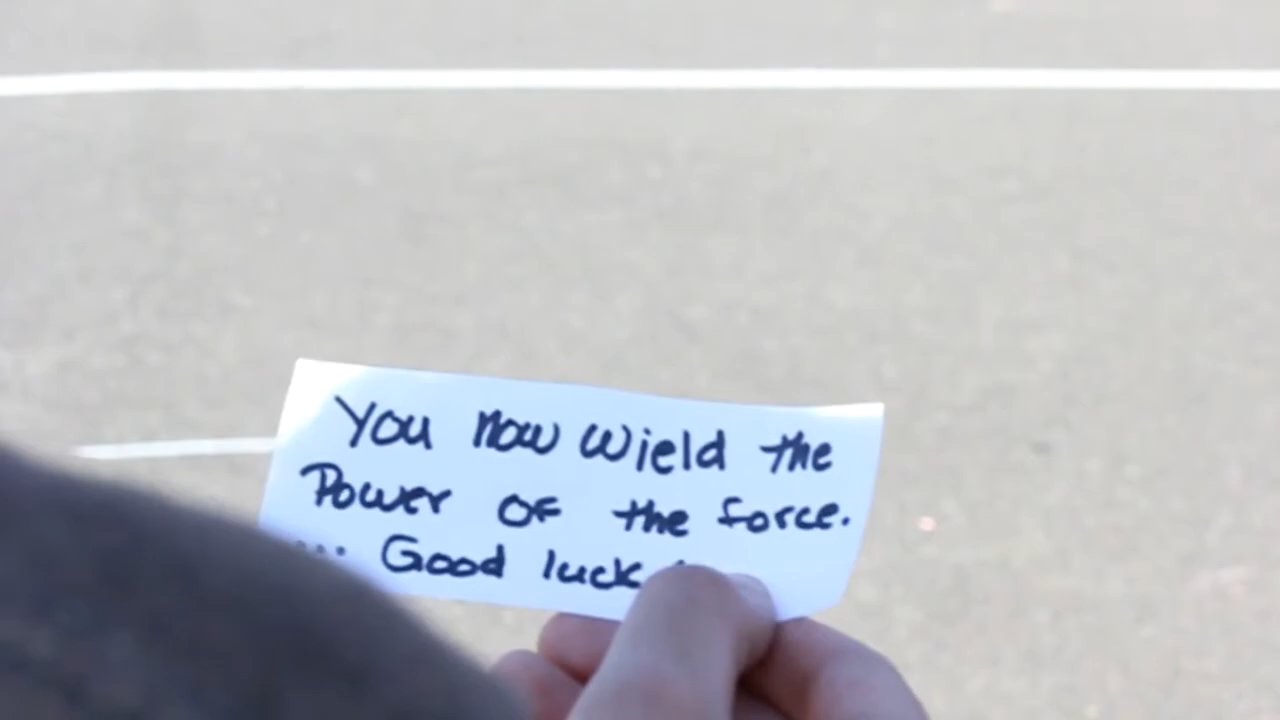 You now wield the
Power of the force.
... Good luck